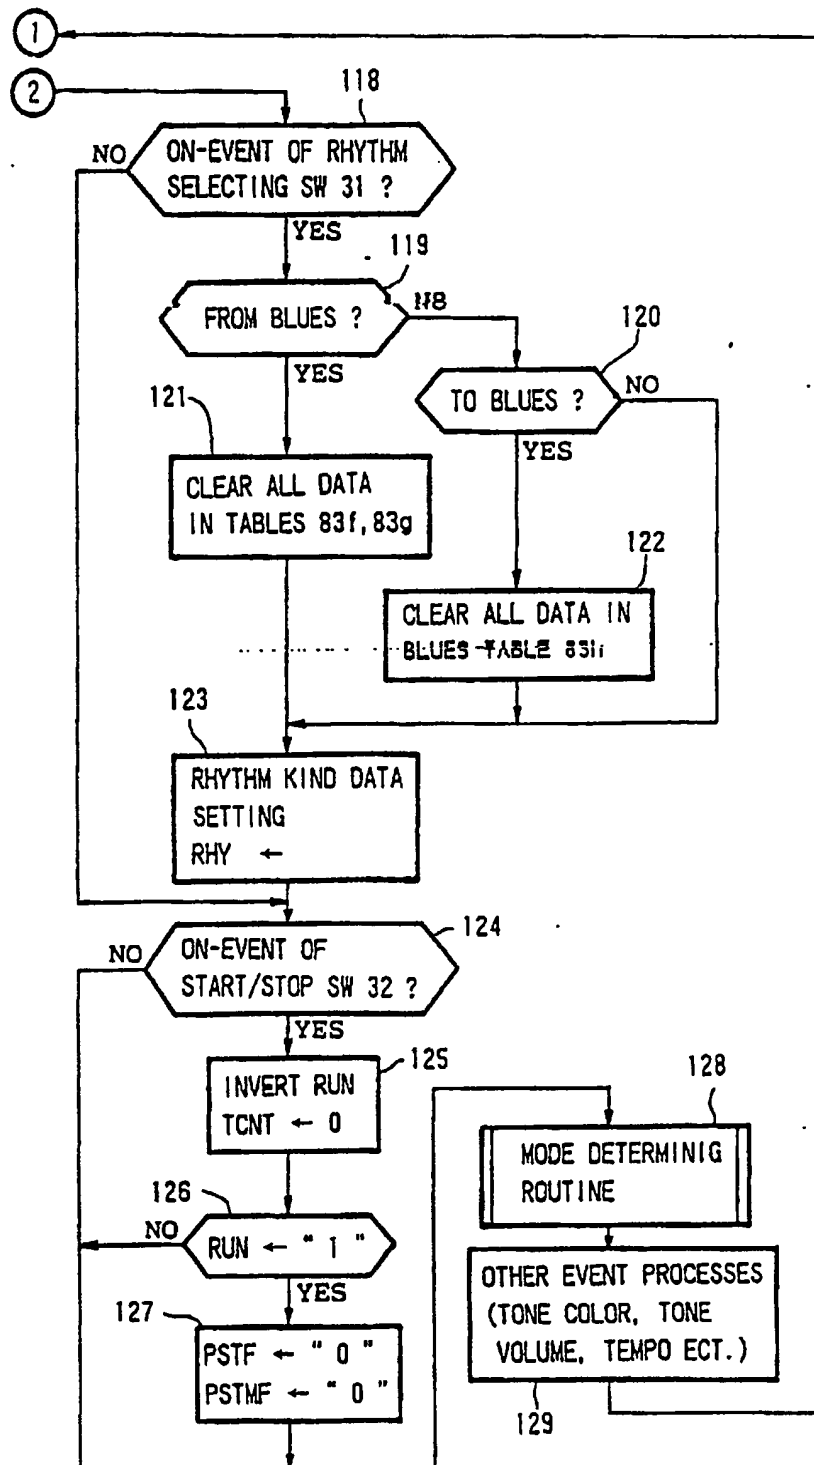 1
2
118
NO
ON-EVENT OF RHYTHM
SELECTING SW 31 ?
YES
119
FROM BLUES ?
YES
120
TO BLUES ?
NO
YES
121
CLEAR ALL DATA
IN TABLES 83f, 83g
122
CLEAR ALL DATA IN
BLUES TABLE
123
RHYTHM KIND DATA
SETTING
RHY ←
124
NO
ON-EVENT OF
START/STOP SW 32 ?
YES
125
INVERT RUN
TCNT ← 0
126
NO
RUN ← " 1 "
YES
127
PSTF ← " 0 "
PSTMF ← " 0 "
128
MODE DETERMINIG
ROUTINE
OTHER EVENT PROCESSES
(TONE COLOR, TONE
VOLUME, TEMPO ECT.)
129